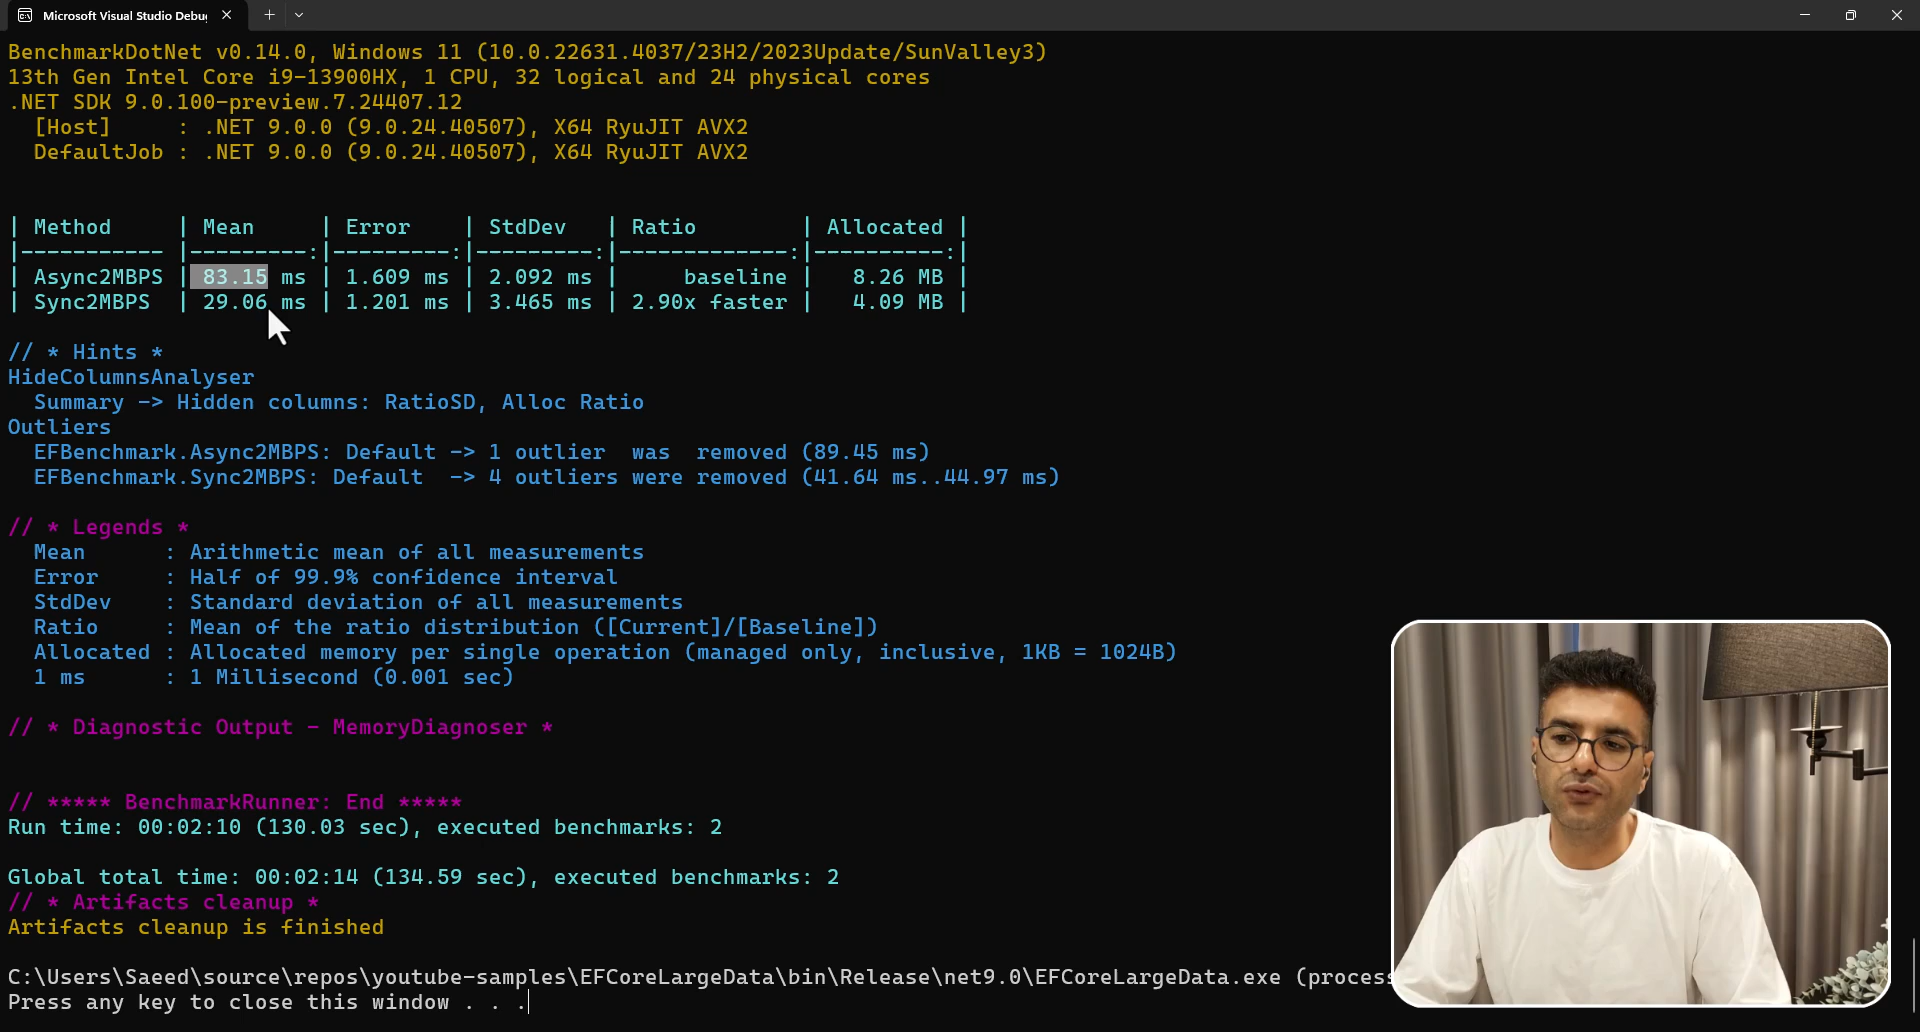 Microsoft Visual Studio Debu
BenchmarkDotNet v0.14.0, Windows 11 (10.0.22631.4037/23H2/2023Update/SunValley3)
13th Gen Intel Core i9-13900HX, 1 CPU, 32 logical and 24 physical cores
.NET SDK 9.0.100-preview.7.24407.12
  [Host]     : .NET 9.0.0 (9.0.24.40507), X64 RyuJIT AVX2
  DefaultJob : .NET 9.0.0 (9.0.24.40507), X64 RyuJIT AVX2
| Method     | Mean     | Error    | StdDev   | Ratio        | Allocated |
|----------- |---------:|---------:|---------:|-------------:|----------:|
| Async2MBPS | 83.15 ms | 1.609 ms | 2.092 ms |     baseline |   8.26 MB |
| Sync2MBPS  | 29.06 ms | 1.201 ms | 3.465 ms | 2.90x faster |   4.09 MB |
// * Hints *
HideColumnsAnalyser
  Summary -> Hidden columns: RatioSD, Alloc Ratio
Outliers
  EFBenchmark.Async2MBPS: Default -> 1 outlier  was  removed (89.45 ms)
  EFBenchmark.Sync2MBPS: Default  -> 4 outliers were removed (41.64 ms..44.97 ms)
// * Legends *
  Mean      : Arithmetic mean of all measurements
  Error     : Half of 99.9% confidence interval
  StdDev    : Standard deviation of all measurements
  Ratio     : Mean of the ratio distribution ([Current]/[Baseline])
  Allocated : Allocated memory per single operation (managed only, inclusive, 1KB = 1024B)
  1 ms      : 1 Millisecond (0.001 sec)
// * Diagnostic Output - MemoryDiagnoser *
// ***** BenchmarkRunner: End *****
Run time: 00:02:10 (130.03 sec), executed benchmarks: 2
Global total time: 00:02:14 (134.59 sec), executed benchmarks: 2
// * Artifacts cleanup *
Artifacts cleanup is finished
C:\Users\Saeed\source\repos\youtube-samples\EFCoreLargeData\bin\Release\net9.0\EFCoreLargeData.exe (process
Press any key to close this window . . .